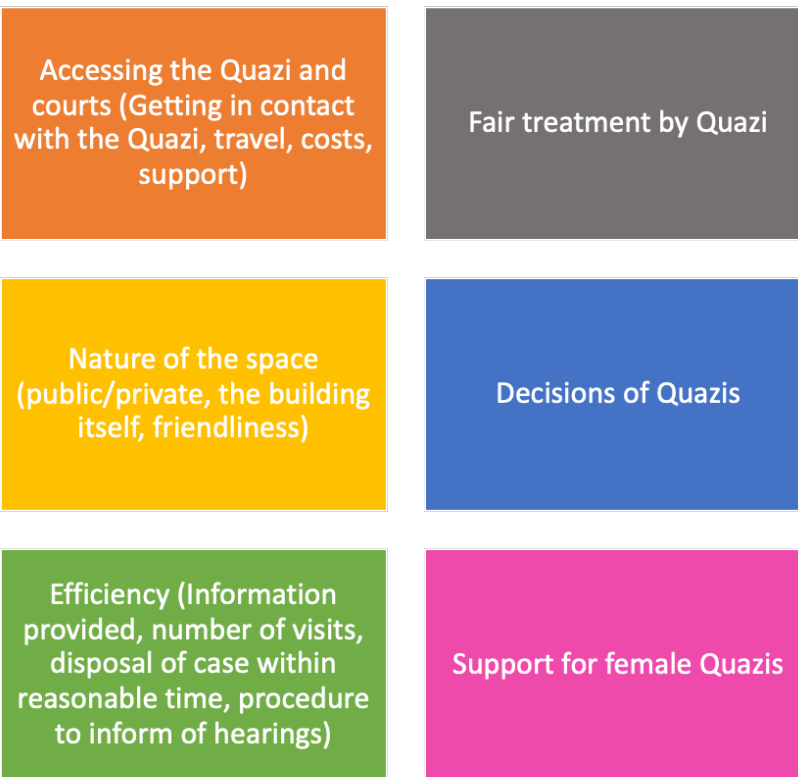 Accessing the Quazi and
courts (Getting in contact
with the Quazi, travel, costs,
support)
Fair treatment by Quazi
Nature of the space
(public/private, the building
itself, friendliness)
Decisions of Quazis
Efficiency (Information
provided, number of visits,
disposal of case within
reasonable time, procedure
to inform of hearings)
Support for female Quazis